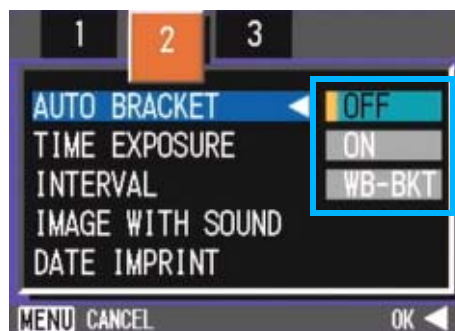 1 2 3
AUTO BRACKET ◀ OFF
TIME EXPOSURE ON
INTERVAL WB-BKT
IMAGE WITH SOUND
DATE IMPRINT
MENU CANCEL OK ◀